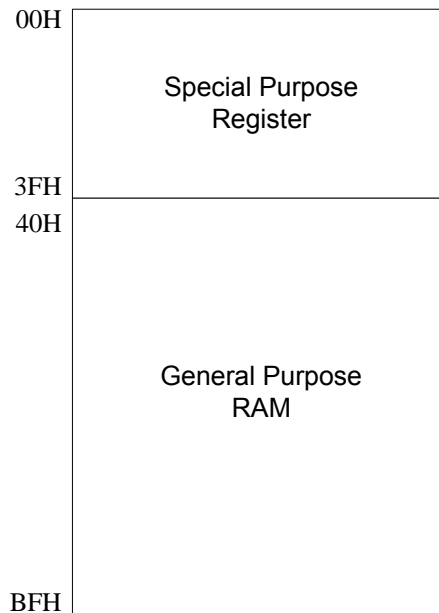 00H
Special Purpose
Register
3FH
40H
General Purpose
RAM
BFH